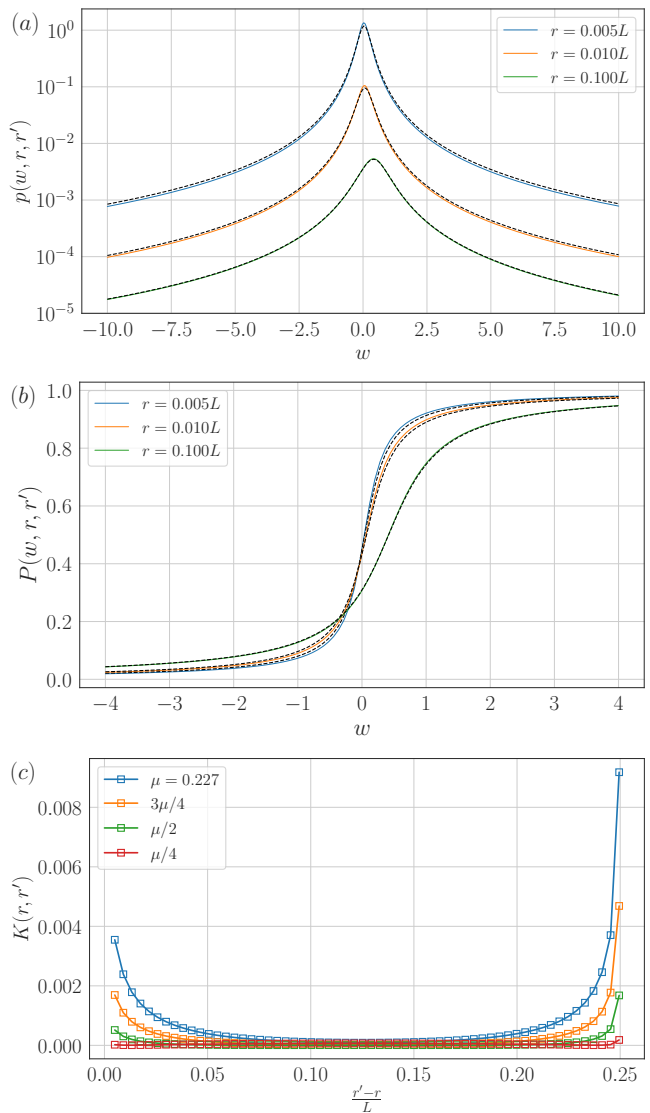 (a)
10⁰
10⁻¹
10⁻²
10⁻³
10⁻⁴
10⁻⁵
p(w, r, r′)
r = 0.005L
r = 0.010L
r = 0.100L
−10.0 −7.5 −5.0 −2.5 0.0 2.5 5.0 7.5 10.0
w
(b)
1.0
0.8
0.6
0.4
0.2
0.0
P(w, r, r′)
r = 0.005L
r = 0.010L
r = 0.100L
−4 −3 −2 −1 0 1 2 3 4
w
(c)
0.008
0.006
0.004
0.002
0.000
K(r, r′)
μ = 0.227
3μ/4
μ/2
μ/4
0.00 0.05 0.10 0.15 0.20 0.25
r′−r
L